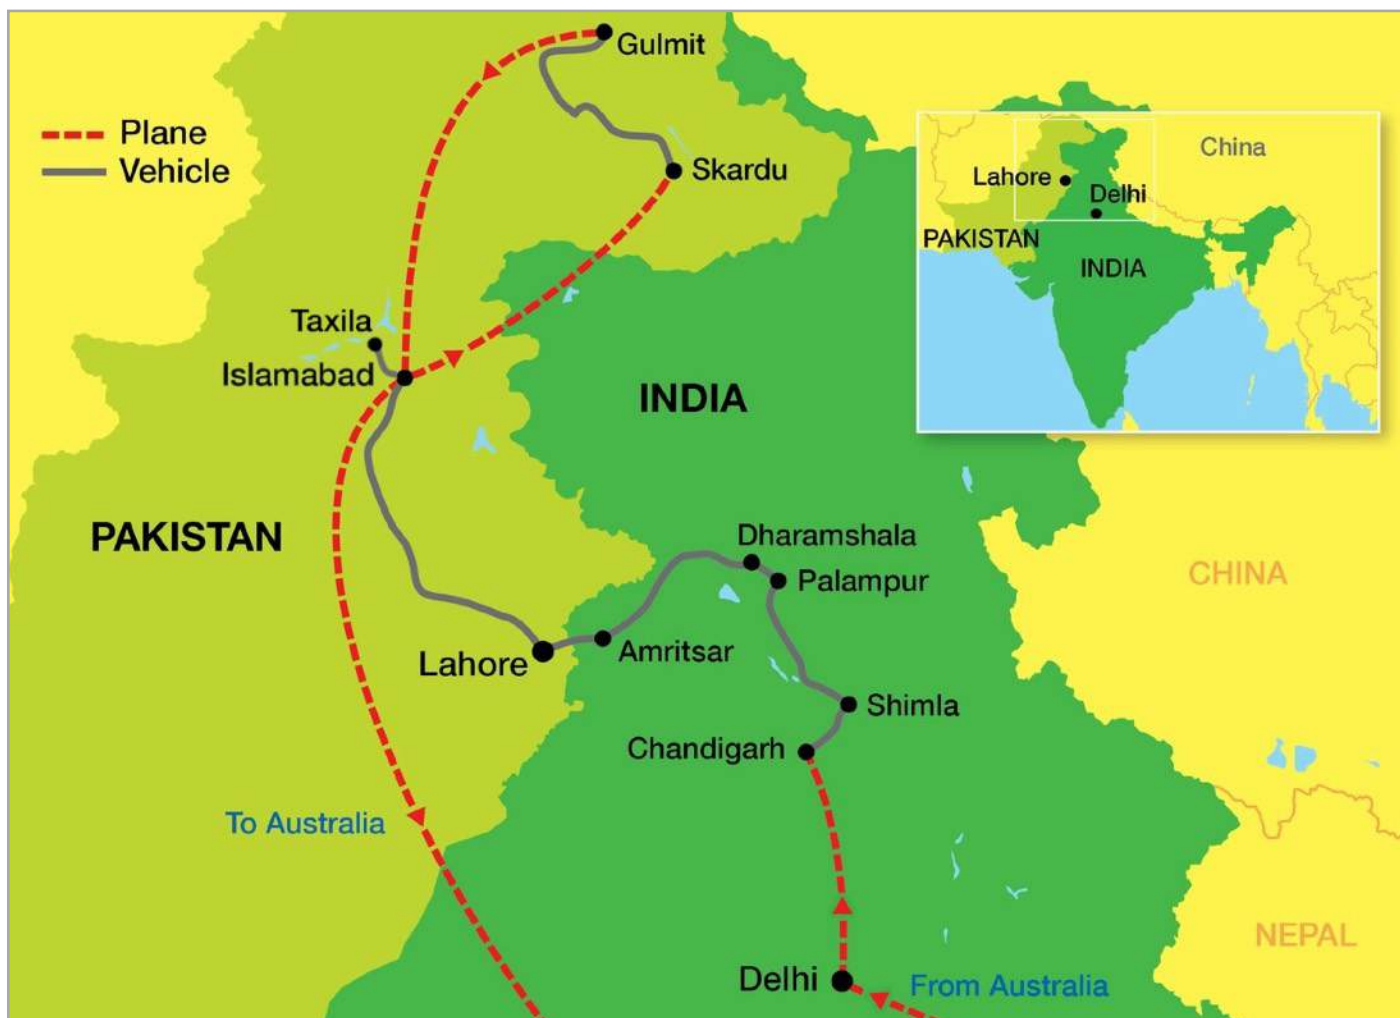 Gulmit
Plane
Vehicle
Skardu
China
Lahore
Delhi
PAKISTAN
INDIA
Taxila
Islamabad
INDIA
PAKISTAN
Dharamshala
Palampur
CHINA
Amritsar
Lahore
Shimla
Chandigarh
To Australia
NEPAL
Delhi
From Australia